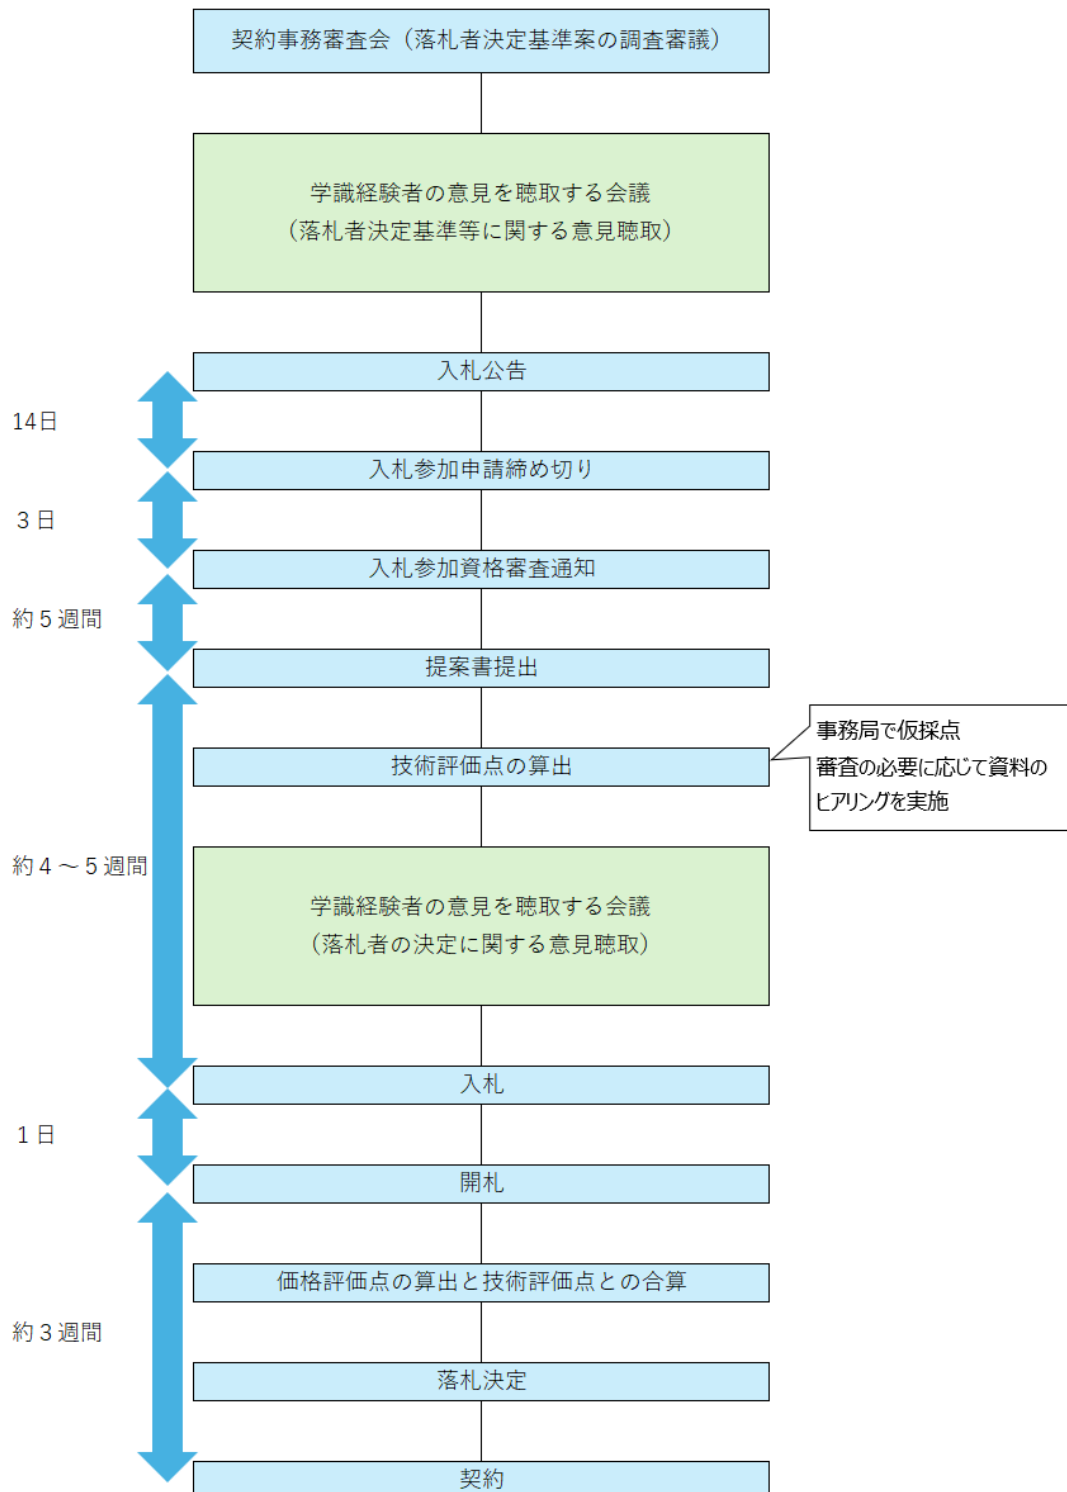 契約事務審査会（落札者決定基準案の調査審議）
学識経験者の意見を聴取する会議
（落札者決定基準等に関する意見聴取）
入札公告
14日
入札参加申請締め切り
３日
入札参加資格審査通知
約５週間
提案書提出
技術評価点の算出
事務局で仮採点
審査の必要に応じて資料の
ヒアリングを実施
約４～５週間
学識経験者の意見を聴取する会議
（落札者の決定に関する意見聴取）
入札
１日
開札
価格評価点の算出と技術評価点との合算
約３週間
落札決定
契約